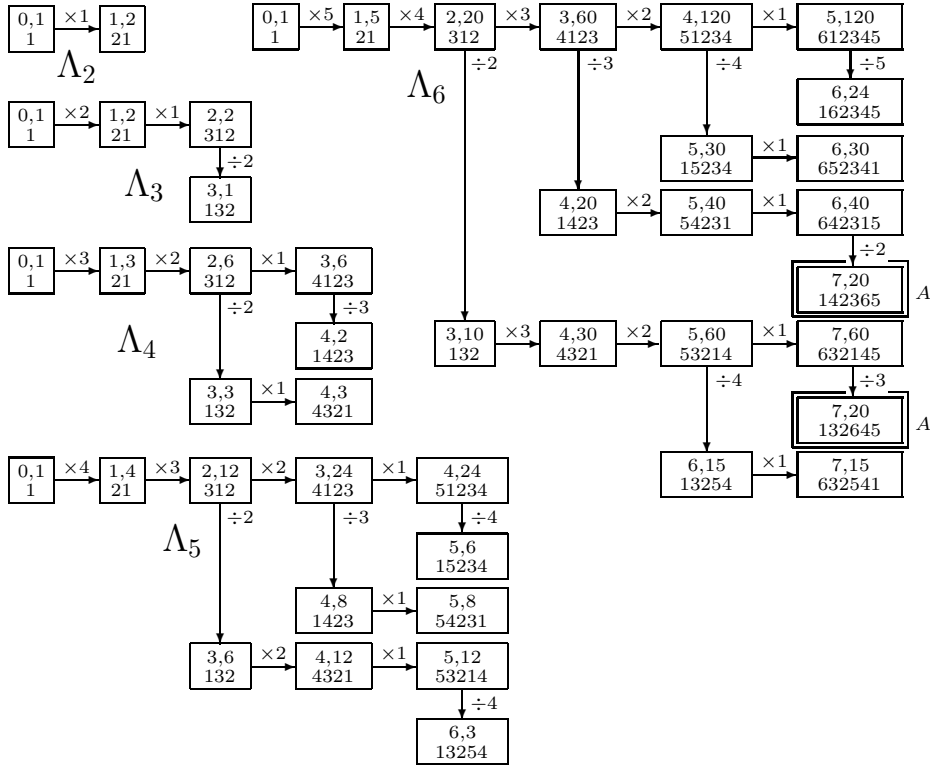 0,1 ×1 1,2
1 21
Λ2
0,1 ×2 1,2 ×1 2,2
1 21 312
÷2
3,1
132
Λ3
0,1 ×3 1,3 ×2 2,6 ×1 3,6
1 21 312 4123
÷2 ÷3
4,2
1423
Λ4
3,3 ×1 4,3
132 4321
0,1 ×4 1,4 ×3 2,12 ×2 3,24 ×1 4,24
1 21 312 4123 51234
÷2 ÷3 ÷4
Λ5
5,6
15234
4,8 ×1 5,8
1423 54231
3,6 ×2 4,12 ×1 5,12
132 4321 53214
÷4
6,3
13254
0,1 ×5 1,5 ×4 2,20 ×3 3,60 ×2 4,120 ×1 5,120
1 21 312 4123 51234 612345
÷2 ÷3 ÷4 ÷5
Λ6
6,24
162345
5,30 ×1 6,30
15234 652341
4,20 ×2 5,40 ×1 6,40
1423 54231 642315
÷2
7,20
142365
A
3,10 ×3 4,30 ×2 5,60 ×1 7,60
132 4321 53214 632145
÷4 ÷3
7,20
132645
A
6,15 ×1 7,15
13254 632541